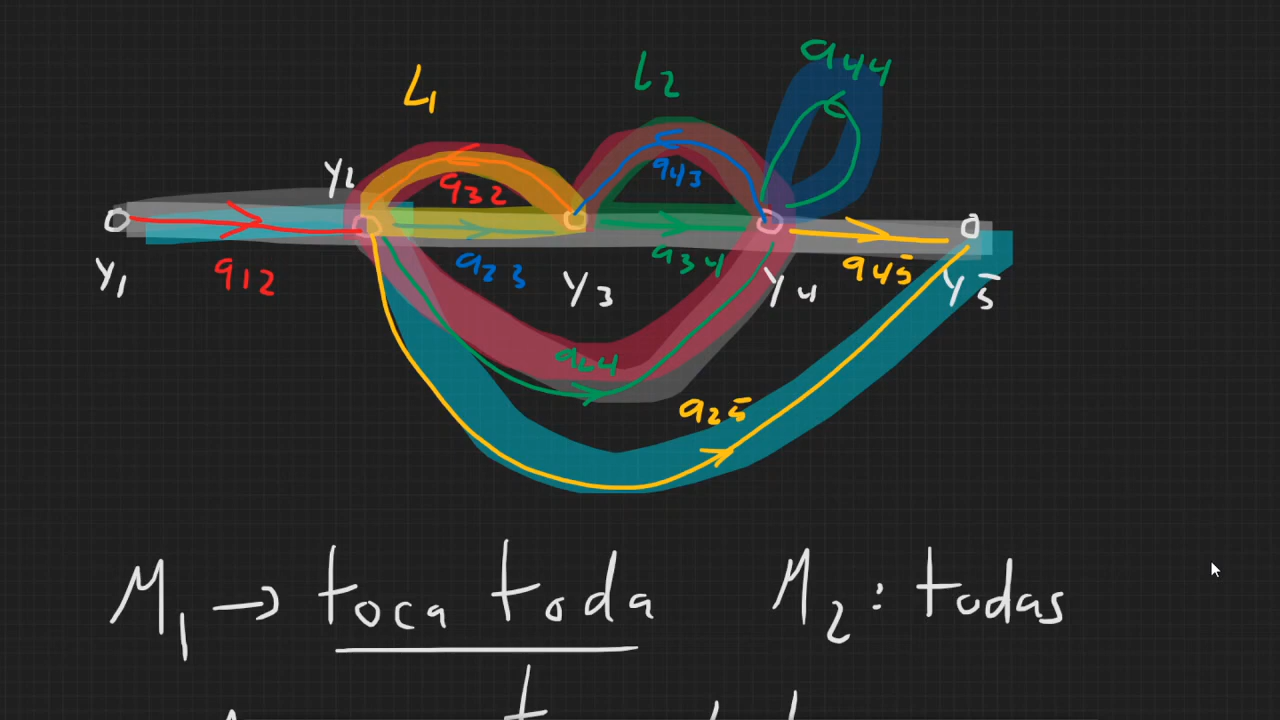 a44
L1
L2
y2
a32
a43
y1
a12
a23
y3
a34
y4
a45
y5
a24
a25
M1 → toca toda M2: todas